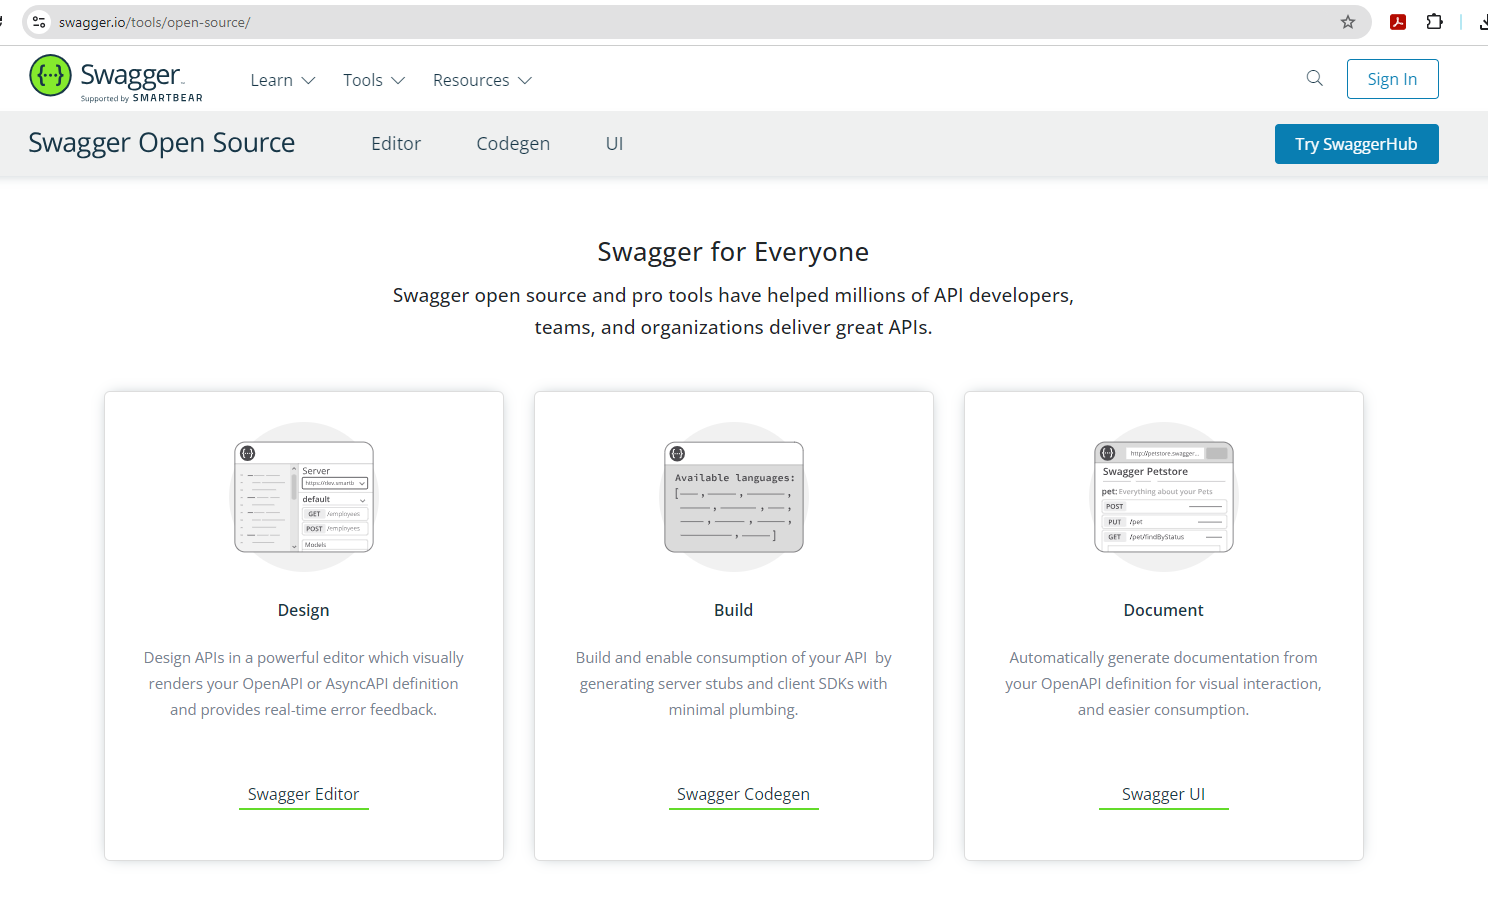 swagger.io/tools/open-source/
{···} Swagger
Supported by SMARTBEAR
Learn
Tools
Resources
Sign In
Swagger Open Source
Editor
Codegen
UI
Try SwaggerHub
Swagger for Everyone
Swagger open source and pro tools have helped millions of API developers,
teams, and organizations deliver great APIs.
Server
https://dev.smartb
default
GET /employees
POST /employees
Models
Design
Design APIs in a powerful editor which visually
renders your OpenAPI or AsyncAPI definition
and provides real-time error feedback.
Swagger Editor
Available languages:
[ , , ,
, , ,
, , ,
, ]
Build
Build and enable consumption of your API by
generating server stubs and client SDKs with
minimal plumbing.
Swagger Codegen
http://petstore.swagger...
Swagger Petstore
pet: Everything about your Pets
POST
PUT /pet
GET /pet/findByStatus
Document
Automatically generate documentation from
your OpenAPI definition for visual interaction,
and easier consumption.
Swagger UI